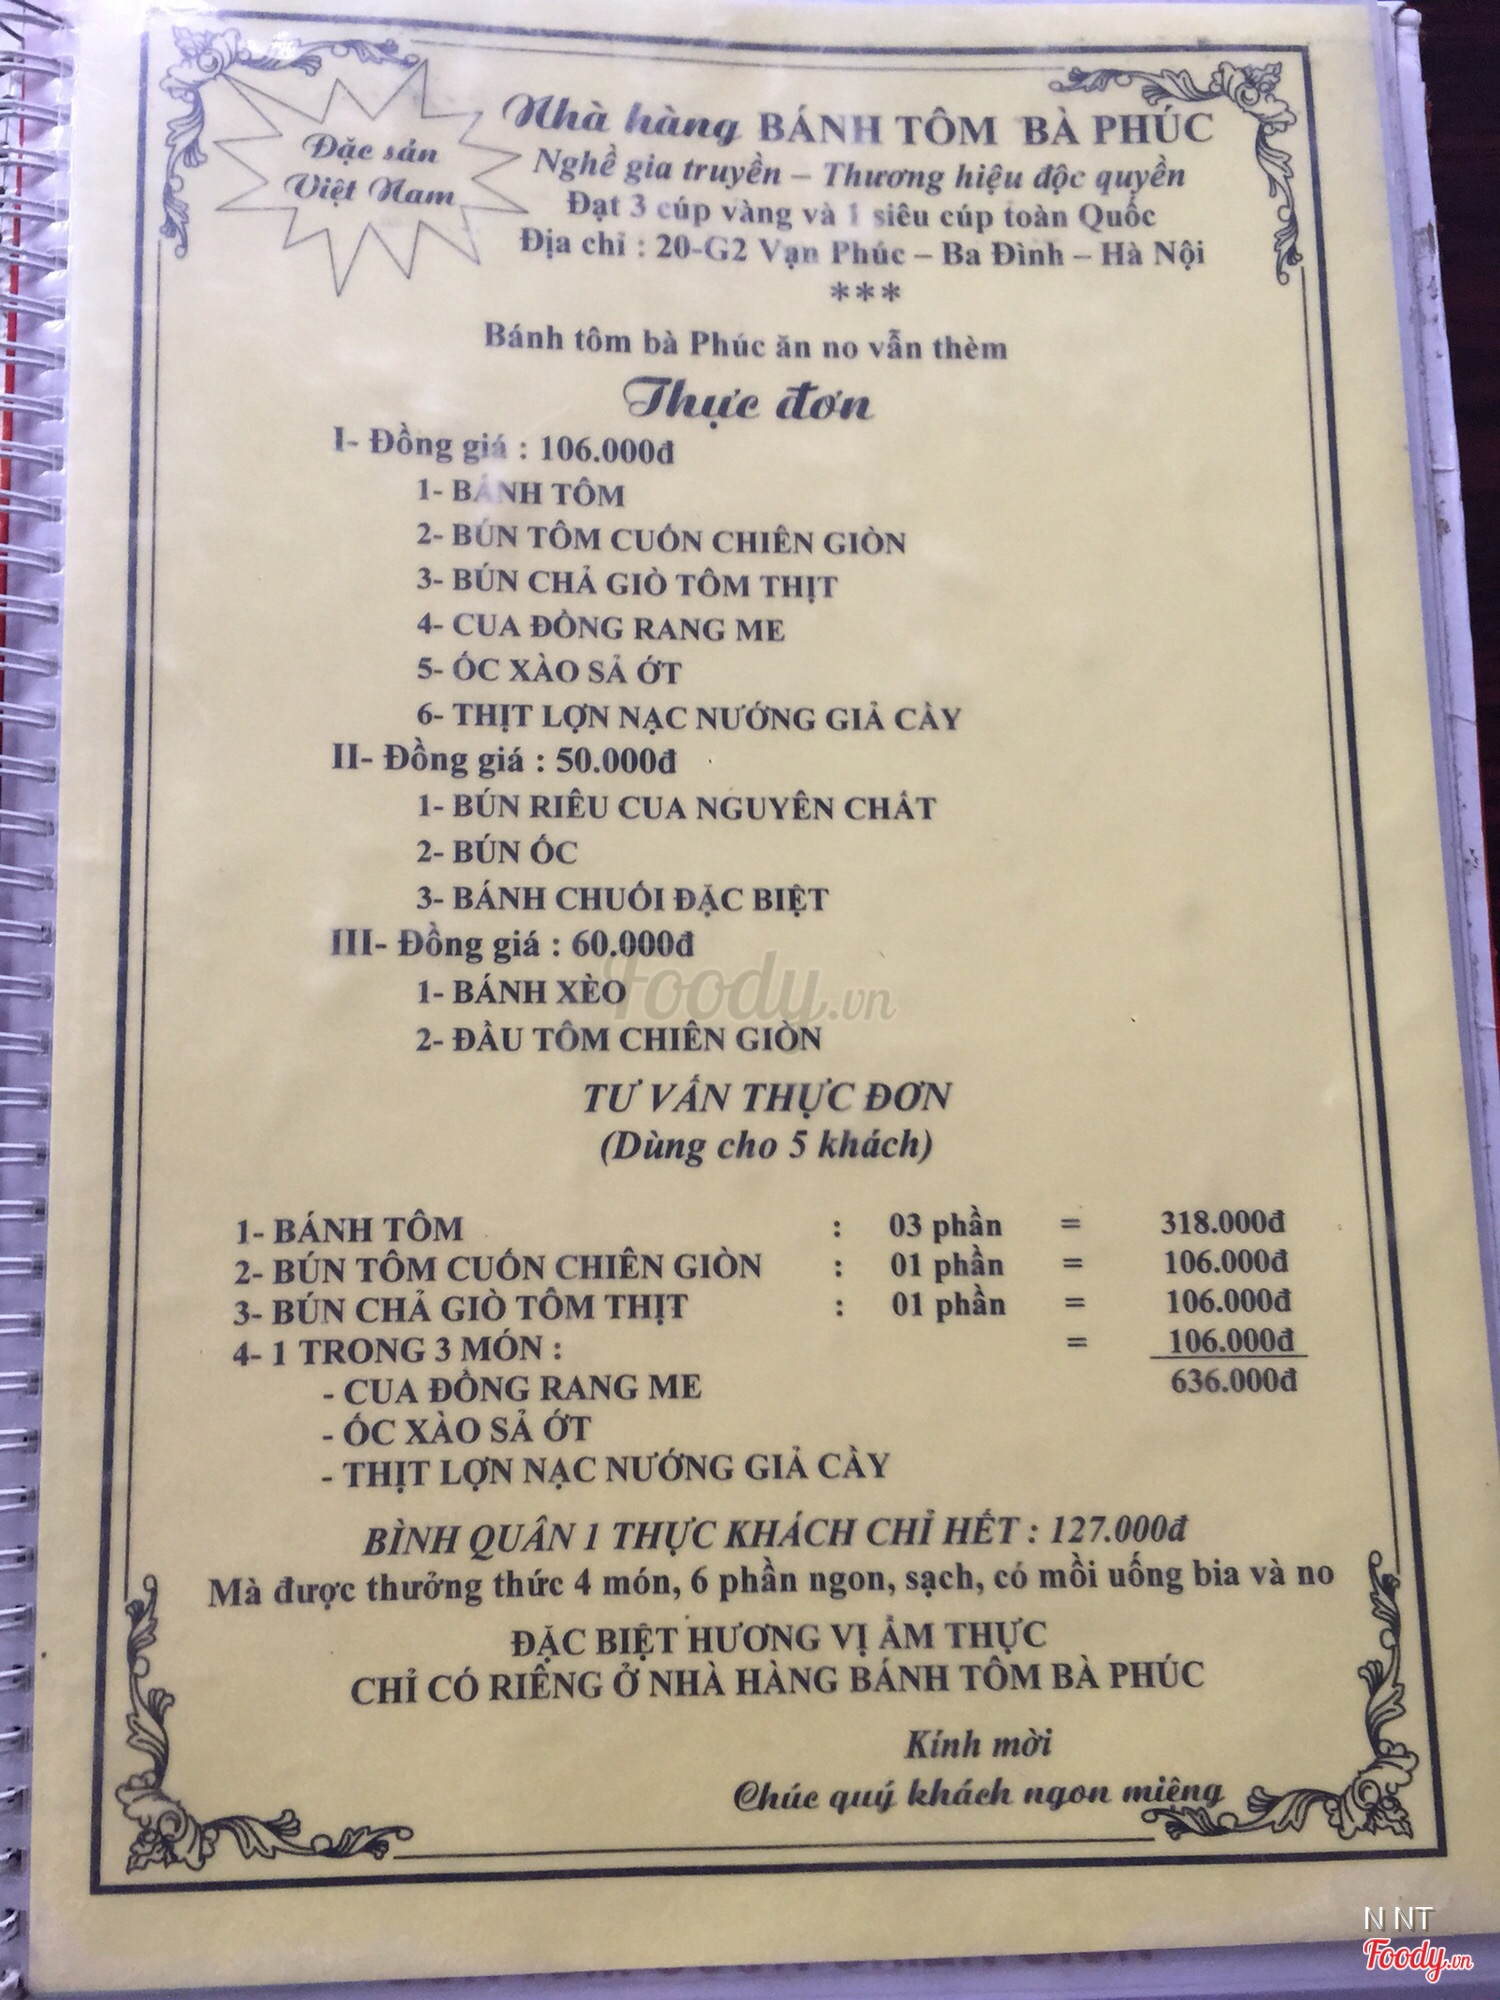 Đặc sản
Việt Nam
Nhà hàng BÁNH TÔM BÀ PHÚC
Nghề gia truyền – Thương hiệu độc quyền
Đạt 3 cúp vàng và 1 siêu cúp toàn Quốc
Địa chỉ : 20-G2 Vạn Phúc – Ba Đình – Hà Nội
***
Bánh tôm bà Phúc ăn no vẫn thèm
Thực đơn
I- Đồng giá : 106.000đ
1- BÁNH TÔM
2- BÚN TÔM CUỐN CHIÊN GIÒN
3- BÚN CHẢ GIÒ TÔM THỊT
4- CUA ĐỒNG RANG ME
5- ỐC XÀO SẢ ỚT
6- THỊT LỢN NẠC NƯỚNG GIẢ CẦY
II- Đồng giá : 50.000đ
1- BÚN RIÊU CUA NGUYÊN CHẤT
2- BÚN ỐC
3- BÁNH CHUỐI ĐẶC BIỆT
III- Đồng giá : 60.000đ
1- BÁNH XÈO
Foody.vn
2- ĐẦU TÔM CHIÊN GIÒN
TƯ VẤN THỰC ĐƠN
(Dùng cho 5 khách)
1- BÁNH TÔM : 03 phần = 318.000đ
2- BÚN TÔM CUỐN CHIÊN GIÒN : 01 phần = 106.000đ
3- BÚN CHẢ GIÒ TÔM THỊT : 01 phần = 106.000đ
4- 1 TRONG 3 MÓN : = 106.000đ
- CUA ĐỒNG RANG ME 636.000đ
- ỐC XÀO SẢ ỚT
- THỊT LỢN NẠC NƯỚNG GIẢ CẦY
BÌNH QUÂN 1 THỰC KHÁCH CHỈ HẾT : 127.000đ
Mà được thưởng thức 4 món, 6 phần ngon, sạch, có mồi uống bia và no
ĐẶC BIỆT HƯƠNG VỊ ẨM THỰC
CHỈ CÓ RIÊNG Ở NHÀ HÀNG BÁNH TÔM BÀ PHÚC
Kính mời
Chúc quý khách ngon miệng
N NT
Foody.vn